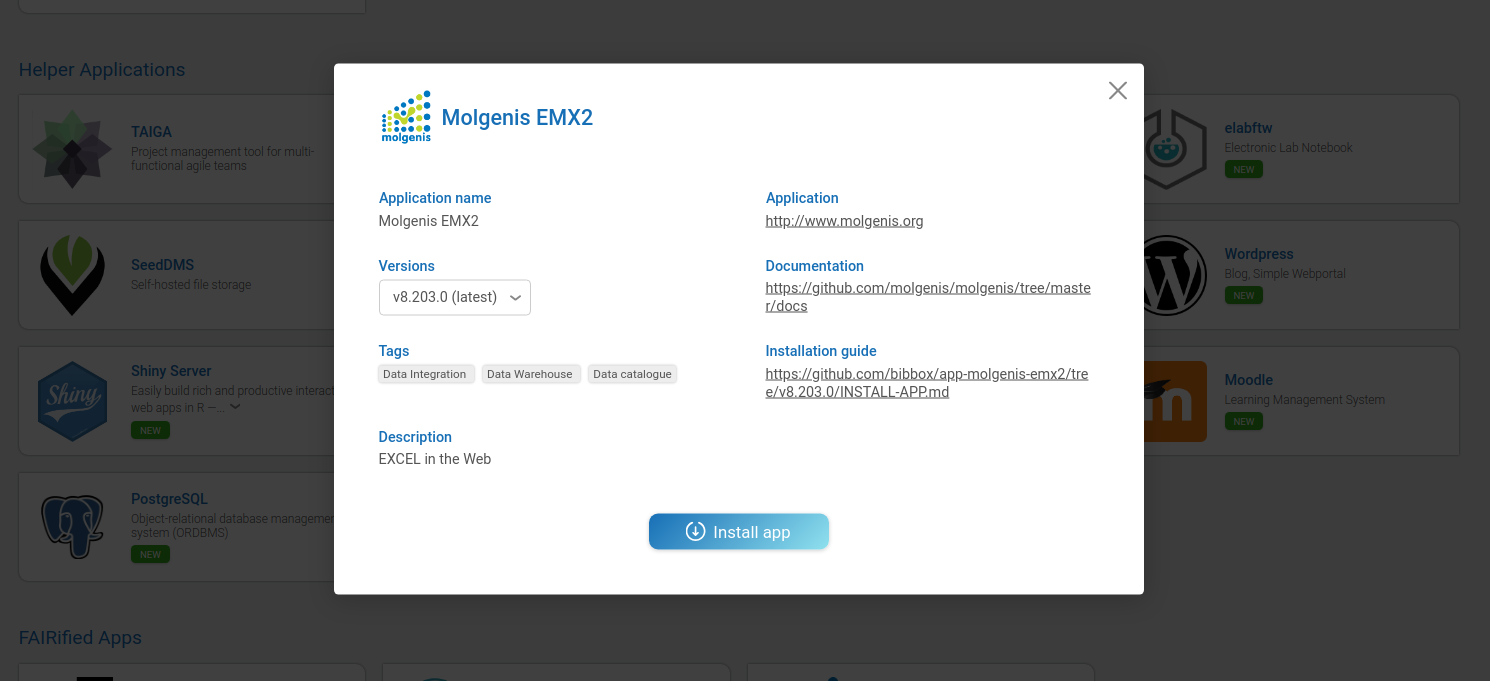 Helper Applications
TAIGA
Project management tool for multi-
functional agile teams
SeedDMS
Self-hosted file storage
Shiny
Shiny Server
Easily build rich and productive interact
web apps in R —...
NEW
PostgreSQL
Object-relational database managemen
system (ORDBMS)
NEW
FAIRified Apps
molgenis
Molgenis EMX2
Application name
Molgenis EMX2
Versions
v8.203.0 (latest)
Tags
Data Integration
Data Warehouse
Data catalogue
Description
EXCEL in the Web
Application
http://www.molgenis.org
Documentation
https://github.com/molgenis/molgenis/tree/maste
r/docs
Installation guide
https://github.com/bibbox/app-molgenis-emx2/tre
e/v8.203.0/INSTALL-APP.md
Install app
elabftw
Electronic Lab Notebook
NEW
Wordpress
Blog, Simple Webportal
NEW
Moodle
Learning Management System
NEW